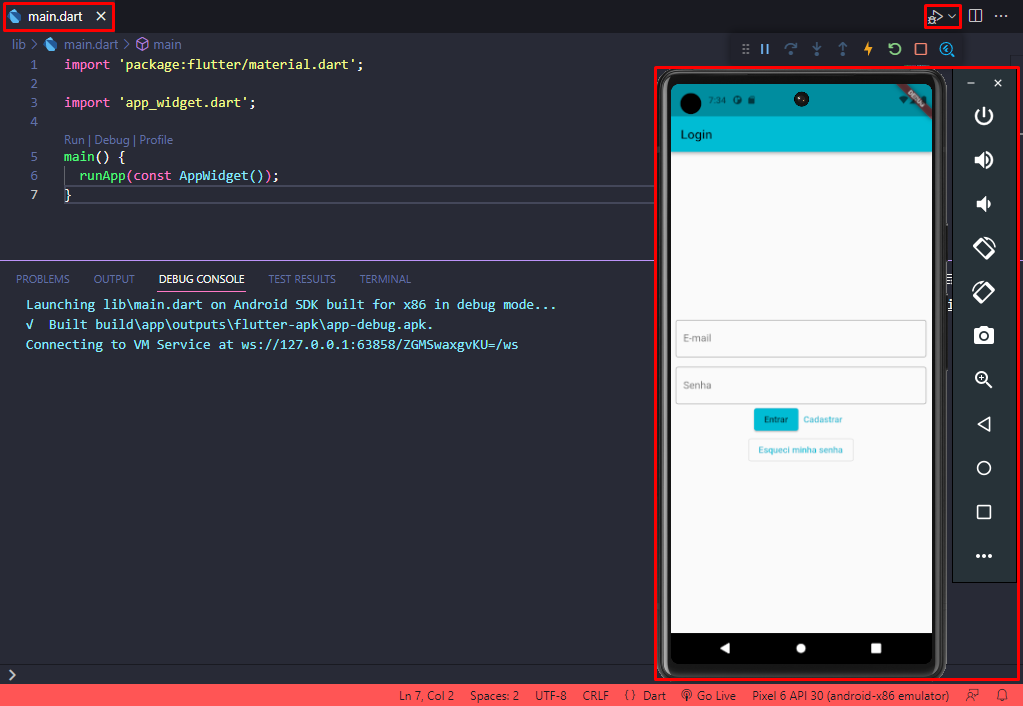 main.dart
lib > main.dart > main
1 import 'package:flutter/material.dart';
2
3 import 'app_widget.dart';
4
Run | Debug | Profile
5 main() {
6 runApp(const AppWidget());
7 }
PROBLEMS OUTPUT DEBUG CONSOLE TEST RESULTS TERMINAL
Launching lib\main.dart on Android SDK built for x86 in debug mode...
√ Built build\app\outputs\flutter-apk\app-debug.apk.
Connecting to VM Service at ws://127.0.0.1:63858/ZGMSwaxgvKU=/ws
7:34
DEBUG
Login
E-mail
Senha
Entrar Cadastrar
Esqueci minha senha
Ln 7, Col 2 Spaces: 2 UTF-8 CRLF {} Dart Go Live Pixel 6 API 30 (android-x86 emulator)